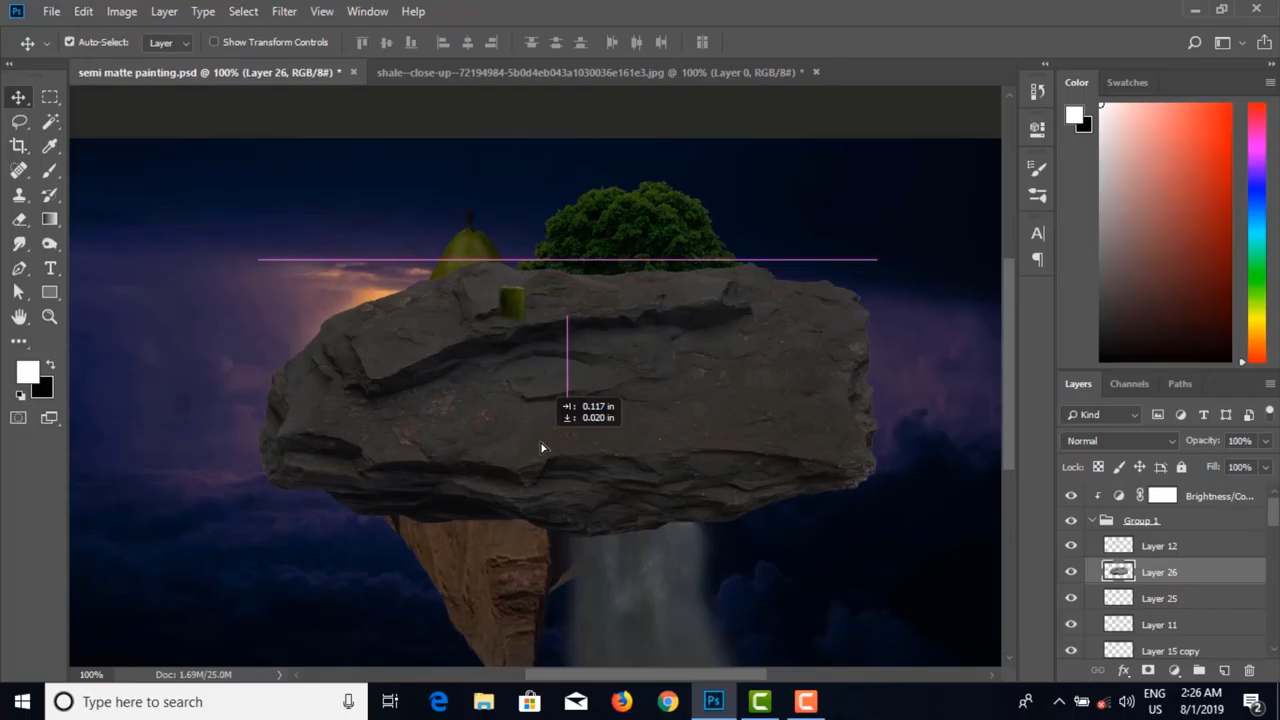 Ps File Edit Image Layer Type Select Filter View Window Help
Auto-Select: Layer Show Transform Controls
semi matte painting.psd @ 100% (Layer 26, RGB/8#) * shale--close-up--72194984-5b0d4eb043a1030036e161e3.jpg @ 100% (Layer 0, RGB/8#) *
Color Swatches
Layers Channels Paths
Kind
Normal Opacity: 100%
Lock: Fill: 100%
Brightness/Co...
Group 1
Layer 12
Layer 26
Layer 25
Layer 11
Layer 15 copy
0.117 in
0.020 in
100% Doc: 1.69M/25.0M
Type here to search
Ps
ENG
US
2:26 AM
8/1/2019
2